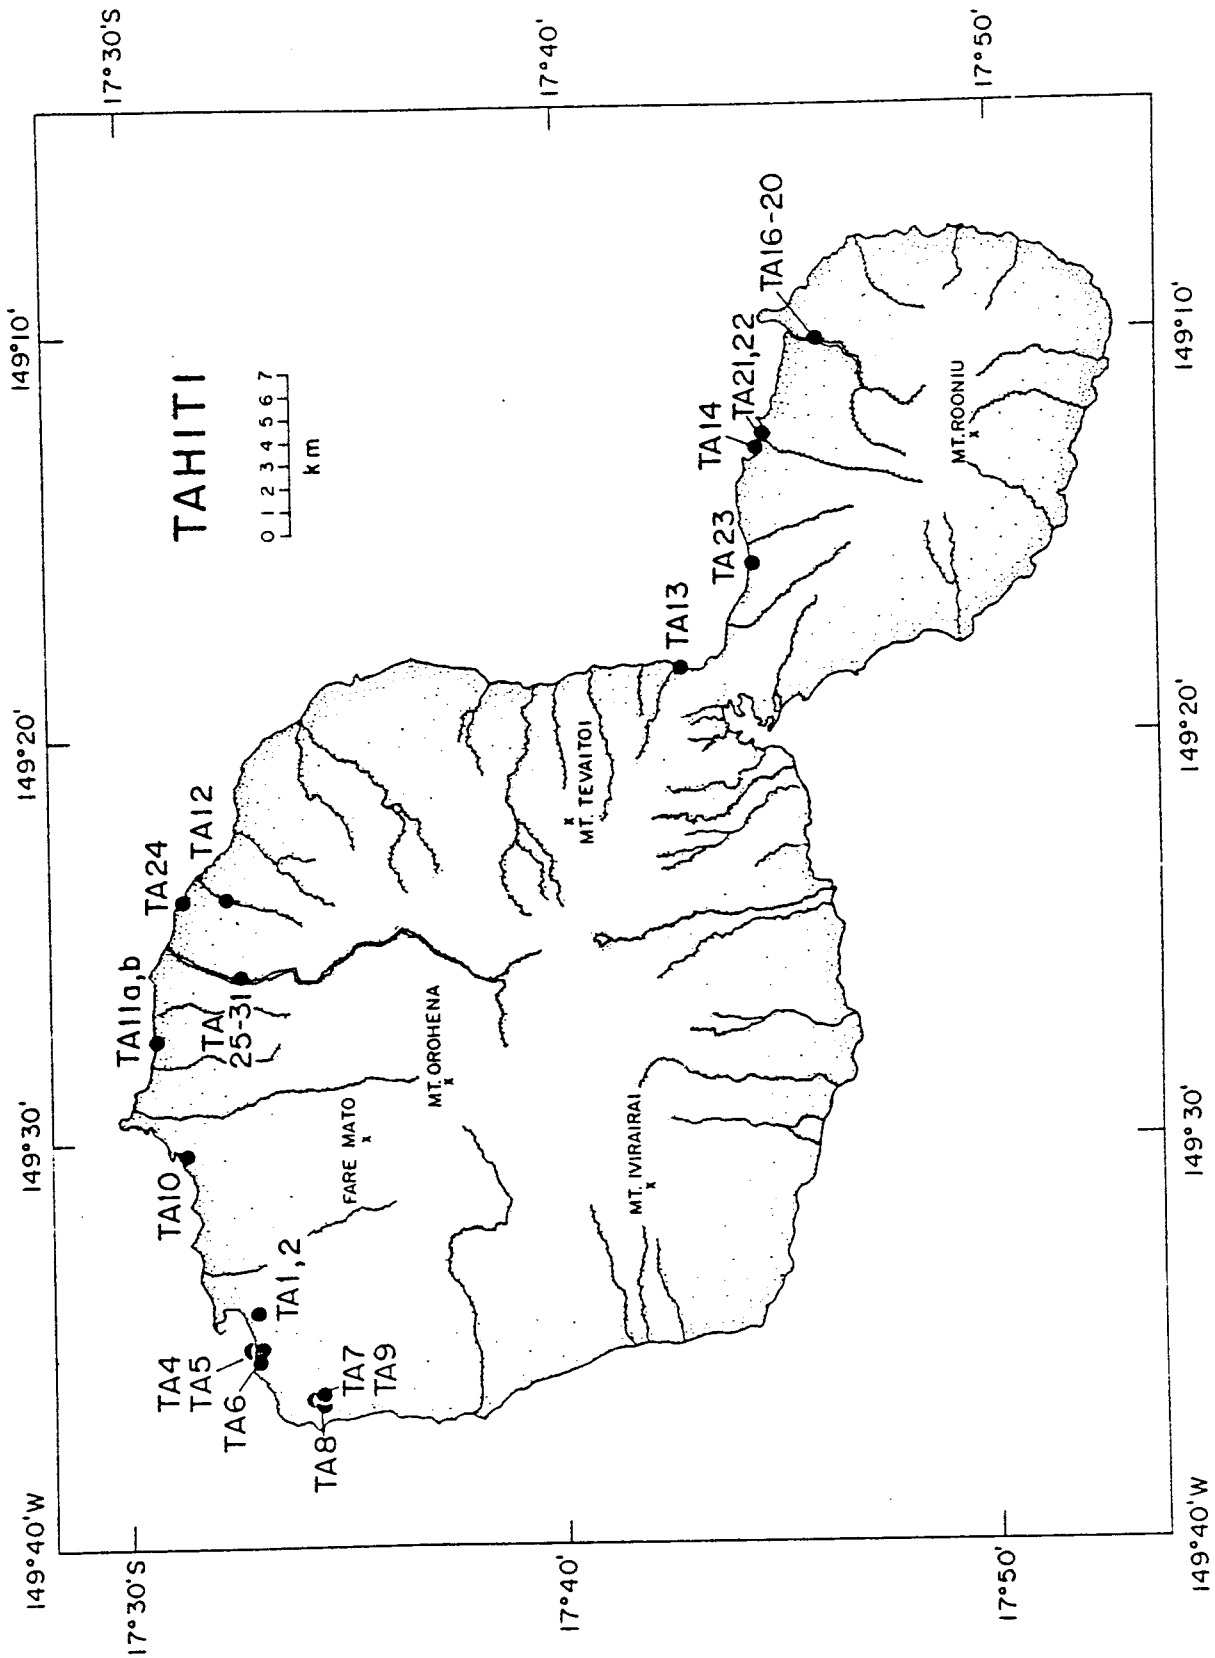 TAHITI
0 1 2 3 4 5 6 7
km
149°40'W
149°30'
149°20'
149°10'
17°30'S
17°40'
17°50'
17°30'S
17°40'
17°50'
149°40'W
149°30'
149°20'
149°10'
TA4
TA5
TA6
TA8
TA7
TA9
TA1,2
TA10
TA11a,b
TA
25-31
TA24
TA12
TA13
TA23
TA14
TA21,22
TA16-20
FARE MATO
x
MT. OROHENA
x
MT. IVIRAIRAI
x
MT. TEVAITOI
x
MT. ROONIU
x